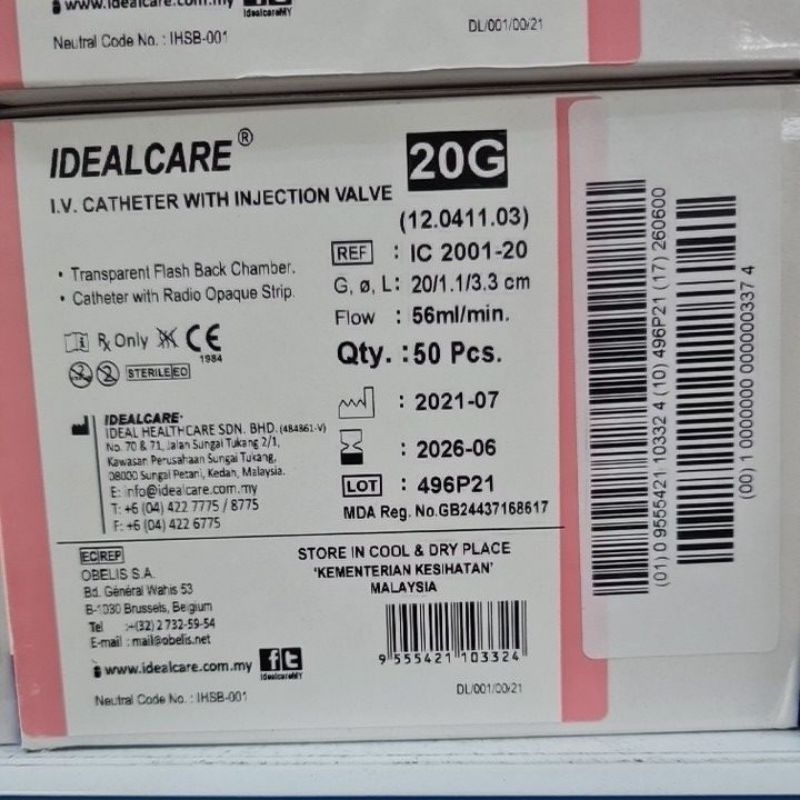 www.idealcare.com.my
IdealcareMY
Neutral Code No. : IHSB-001
DL/001/00/21
IDEALCARE®
20G
I.V. CATHETER WITH INJECTION VALVE
(12.0411.03)
REF : IC 2001-20
• Transparent Flash Back Chamber.
• Catheter with Radio Opaque Strip.
G, ø, L: 20/1.1/3.3 cm
Flow : 56ml/min.
Rx Only CE
1984
STERILE EO
Qty. : 50 Pcs.
: 2021-07
: 2026-06
LOT : 496P21
MDA Reg. No.GB24437168617
IDEALCARE®
IDEAL HEALTHCARE SDN. BHD. (484861-V)
No. 70 & 71, Jalan Sungai Tukang 2/1,
Kawasan Perusahaan Sungai Tukang,
08000 Sungai Petani, Kedah, Malaysia.
E: info@idealcare.com.my
T: +6 (04) 422 7775 / 8775
F: +6 (04) 422 6775
EC REP
OBELIS S.A.
Bd. Général Wahis 53
B-1030 Brussels, Belgium
Tel :+(32) 2 732-59-54
E-mail : mail@obelis.net
www.idealcare.com.my
IdealcareMY
Neutral Code No. : IHSB-001
STORE IN COOL & DRY PLACE
'KEMENTERIAN KESIHATAN'
MALAYSIA
9 555421 103324
DL/001/00/21
(01) 0 9555421 10332 4 (10) 496P21 (17) 260600
(00) 1 0000000 000000033 7 4